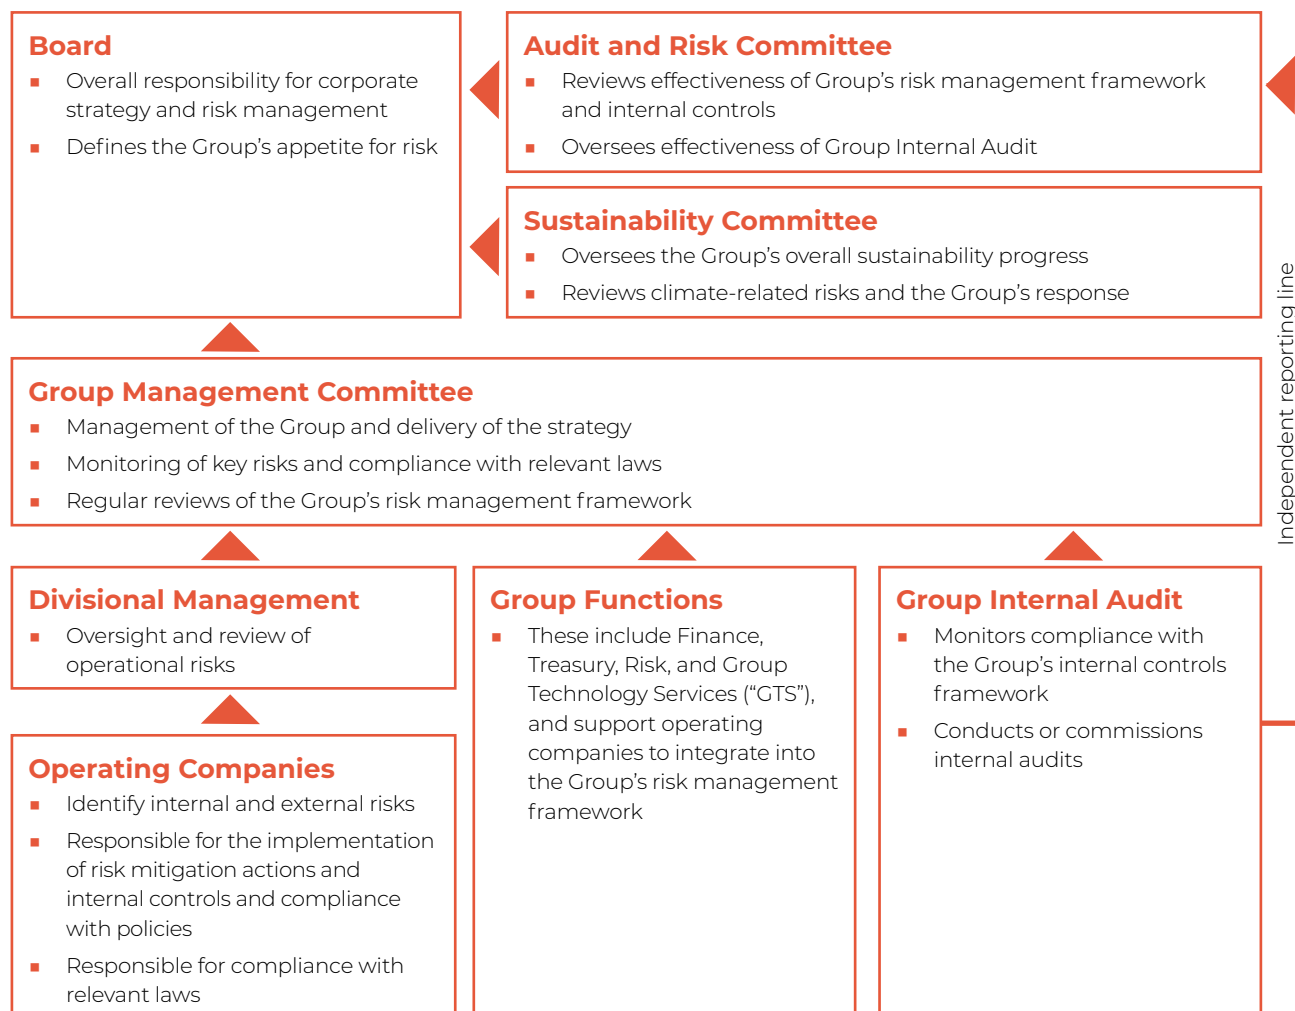 Board
▪ Overall responsibility for corporate
strategy and risk management
▪ Defines the Group’s appetite for risk
Audit and Risk Committee
▪ Reviews effectiveness of Group’s risk management framework
and internal controls
▪ Oversees effectiveness of Group Internal Audit
Sustainability Committee
▪ Oversees the Group’s overall sustainability progress
▪ Reviews climate-related risks and the Group’s response
Independent reporting line
Group Management Committee
▪ Management of the Group and delivery of the strategy
▪ Monitoring of key risks and compliance with relevant laws
▪ Regular reviews of the Group’s risk management framework
Divisional Management
▪ Oversight and review of
operational risks
Operating Companies
▪ Identify internal and external risks
▪ Responsible for the implementation
of risk mitigation actions and
internal controls and compliance
with policies
▪ Responsible for compliance with
relevant laws
Group Functions
▪ These include Finance,
Treasury, Risk, and Group
Technology Services (“GTS”),
and support operating
companies to integrate into
the Group’s risk management
framework
Group Internal Audit
▪ Monitors compliance with
the Group’s internal controls
framework
▪ Conducts or commissions
internal audits